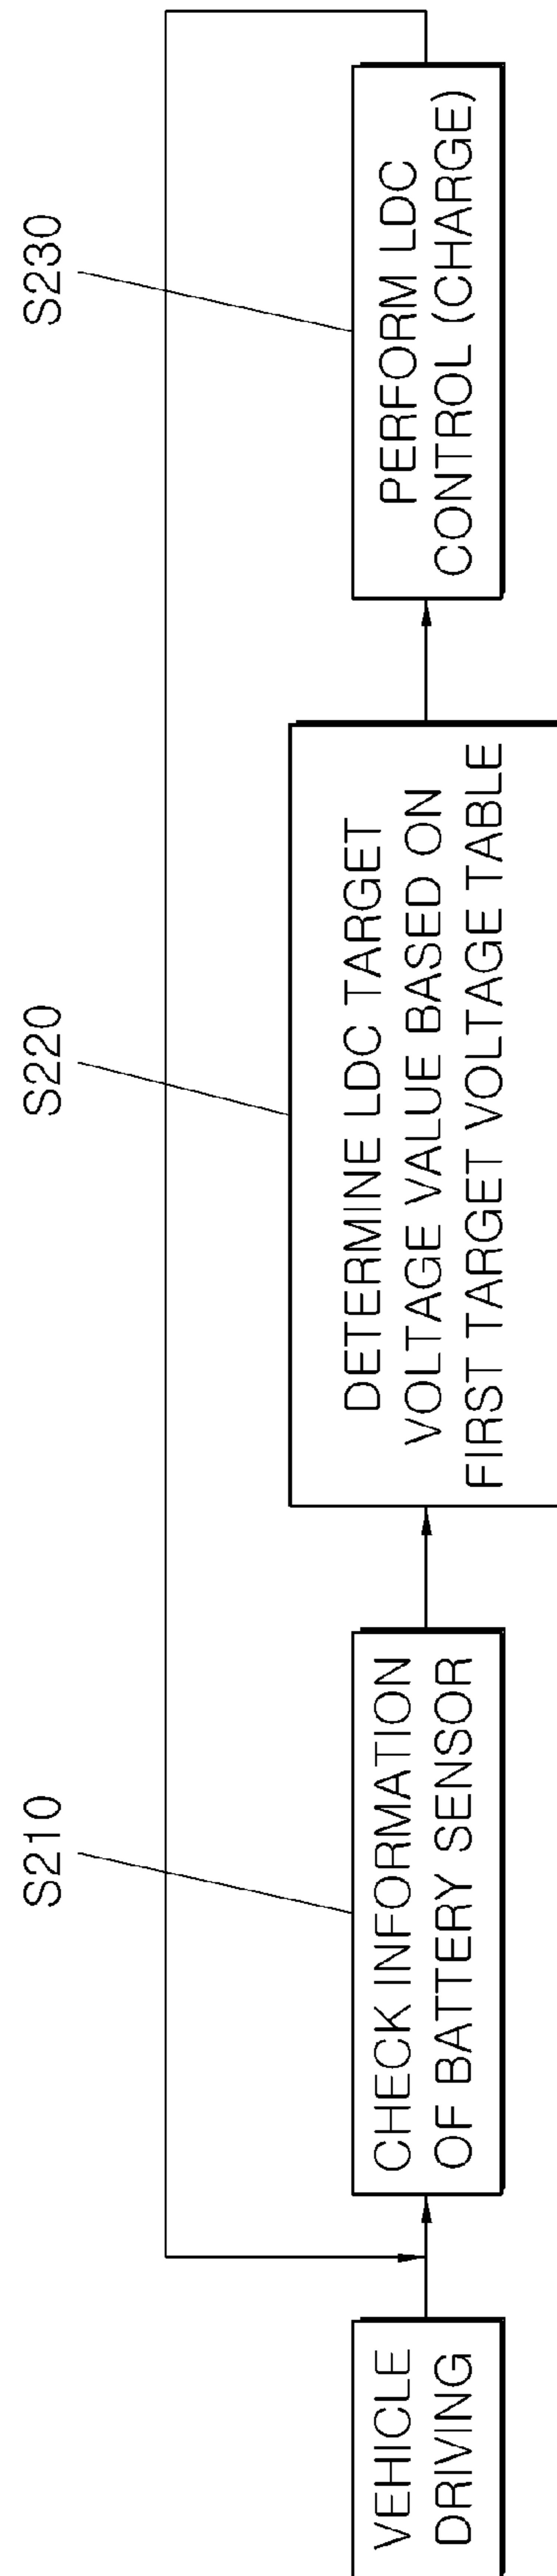 VEHICLE
DRIVING
S210
CHECK INFORMATION
OF BATTERY SENSOR
S220
DETERMINE LDC TARGET
VOLTAGE VALUE BASED ON
FIRST TARGET VOLTAGE TABLE
S230
PERFORM LDC
CONTROL (CHARGE)